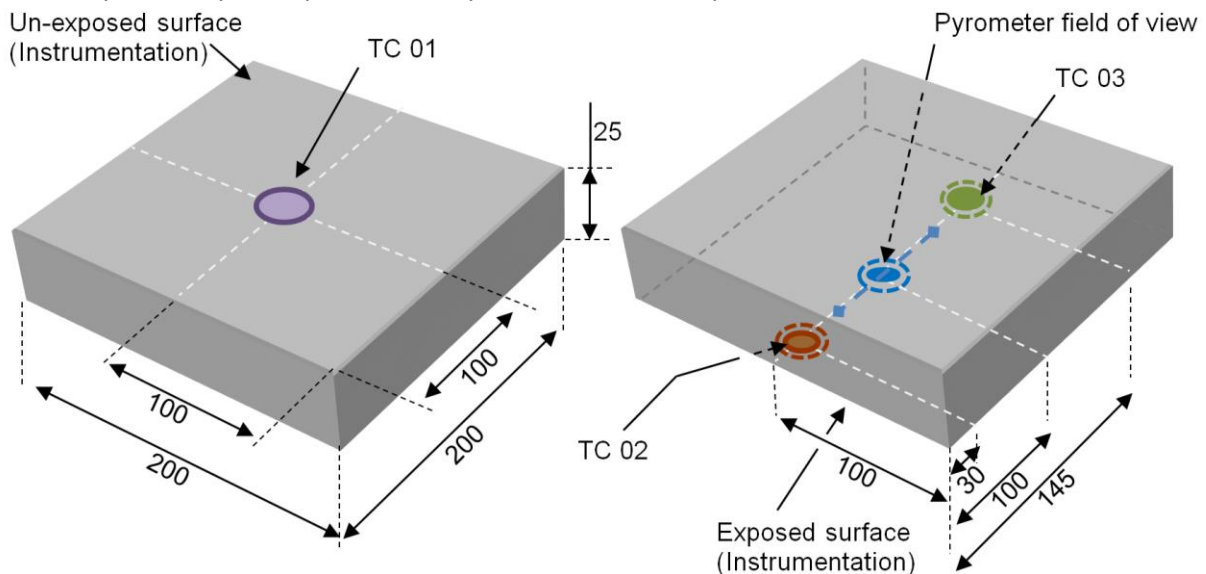 Un-exposed surface
(Instrumentation)
TC 01
25
100
100
200
200
Pyrometer field of view
TC 03
TC 02
100
30
100
145
Exposed surface
(Instrumentation)